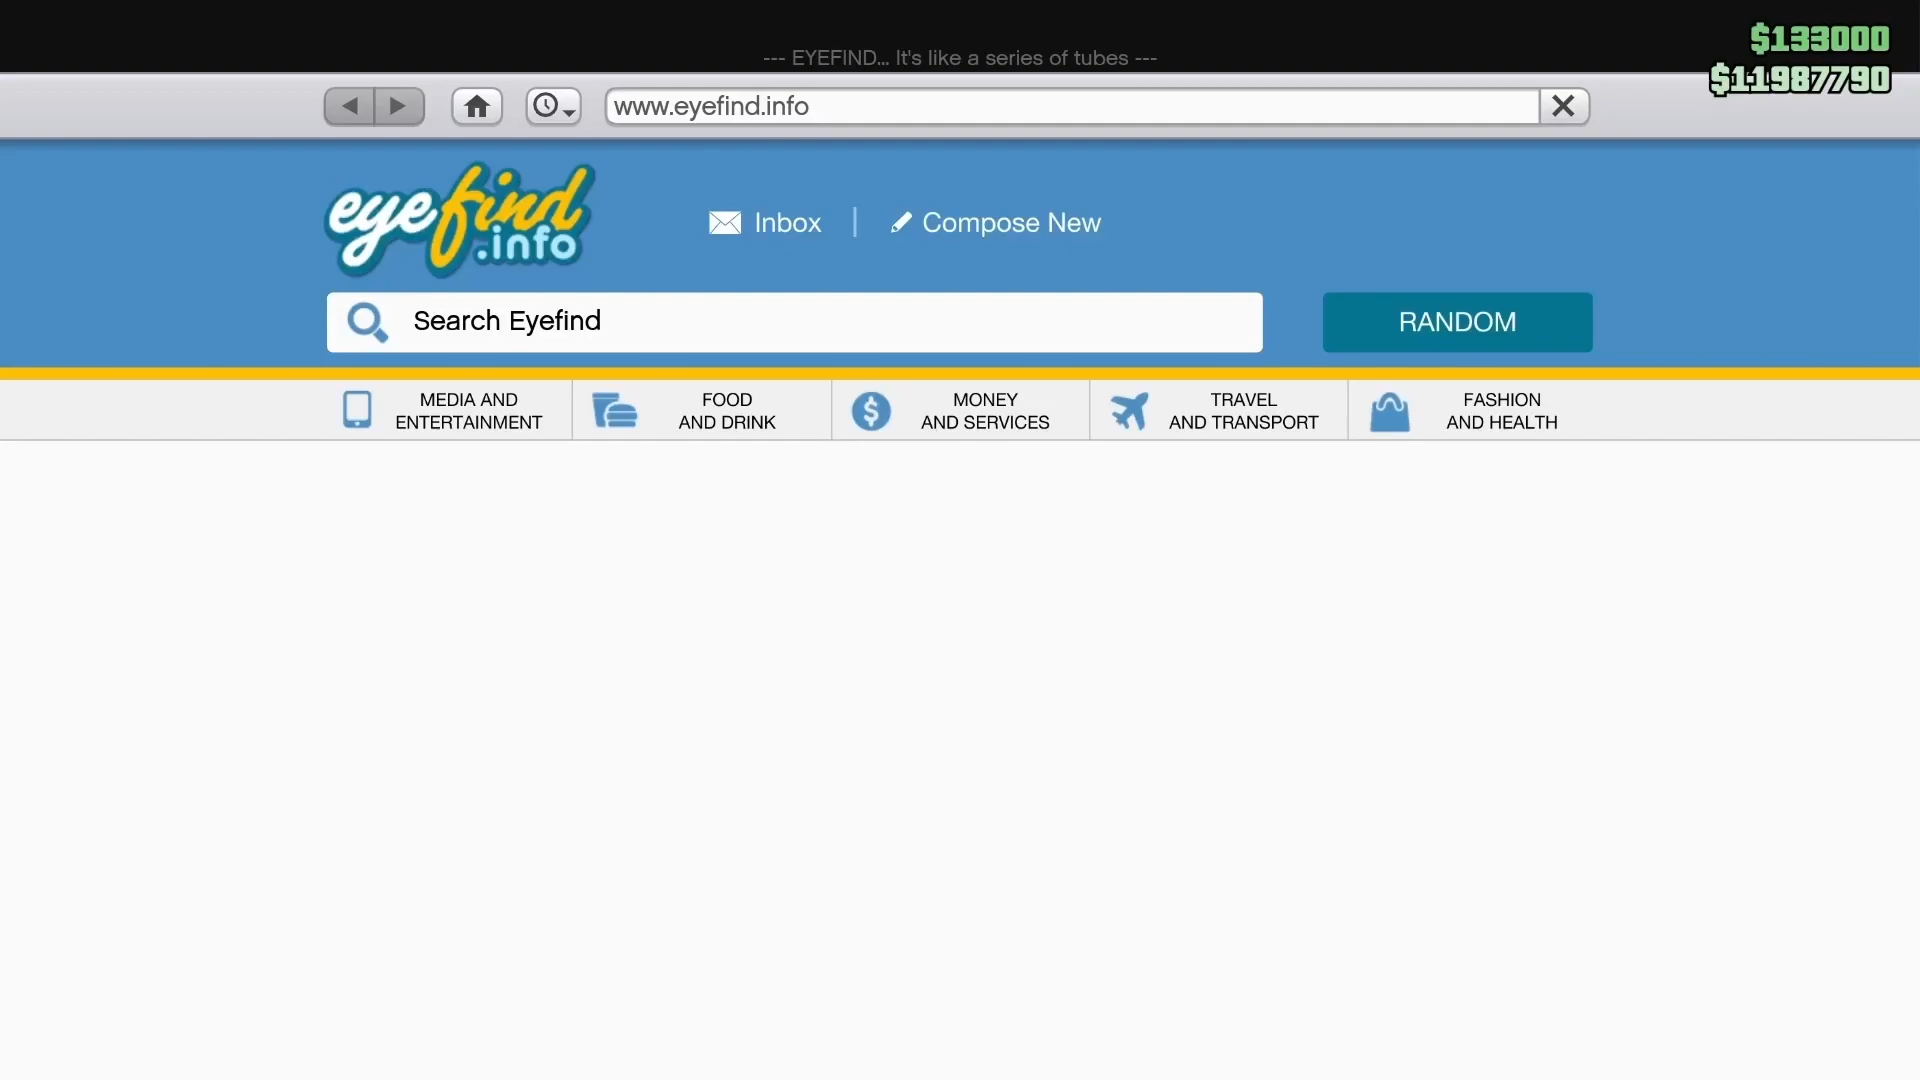 $133000
--- EYEFIND... It's like a series of tubes ---
$11987790
www.eyefind.info
eyefind
.info
Inbox | Compose New
Search Eyefind
RANDOM
MEDIA AND
ENTERTAINMENT
FOOD
AND DRINK
MONEY
AND SERVICES
TRAVEL
AND TRANSPORT
FASHION
AND HEALTH